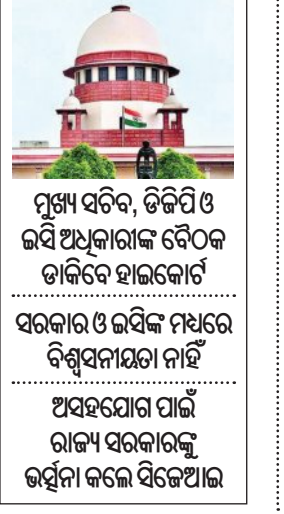 ମୁଖ୍ୟ ସଚିବ, ଡିଜିପି ଓ
ଇସି ଅଧିକାରୀଙ୍କ ବୈଠକ
ଡାକିବେ ହାଇକୋର୍ଟ
ସରକାର ଓ ଇସିଙ୍କ ମଧ୍ୟରେ
ବିଶ୍ୱସନୀୟତା ନାହିଁ
ଅସହଯୋଗ ପାଇଁ
ରାଜ୍ୟ ସରକାରଙ୍କୁ
ଭର୍ତ୍ସନା କଲେ ସିଜେଆଇ